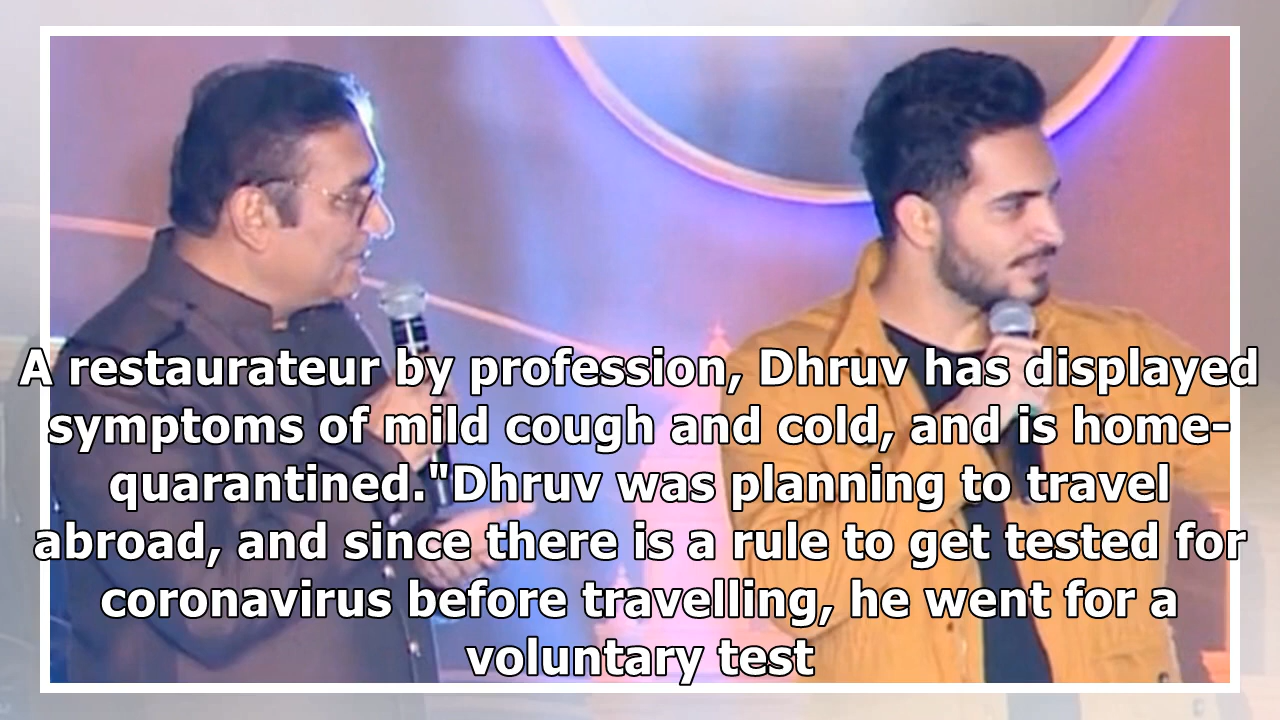 A restaurateur by profession, Dhruv has displayed
symptoms of mild cough and cold, and is home-
quarantined."Dhruv was planning to travel
abroad, and since there is a rule to get tested for
coronavirus before travelling, he went for a
voluntary test